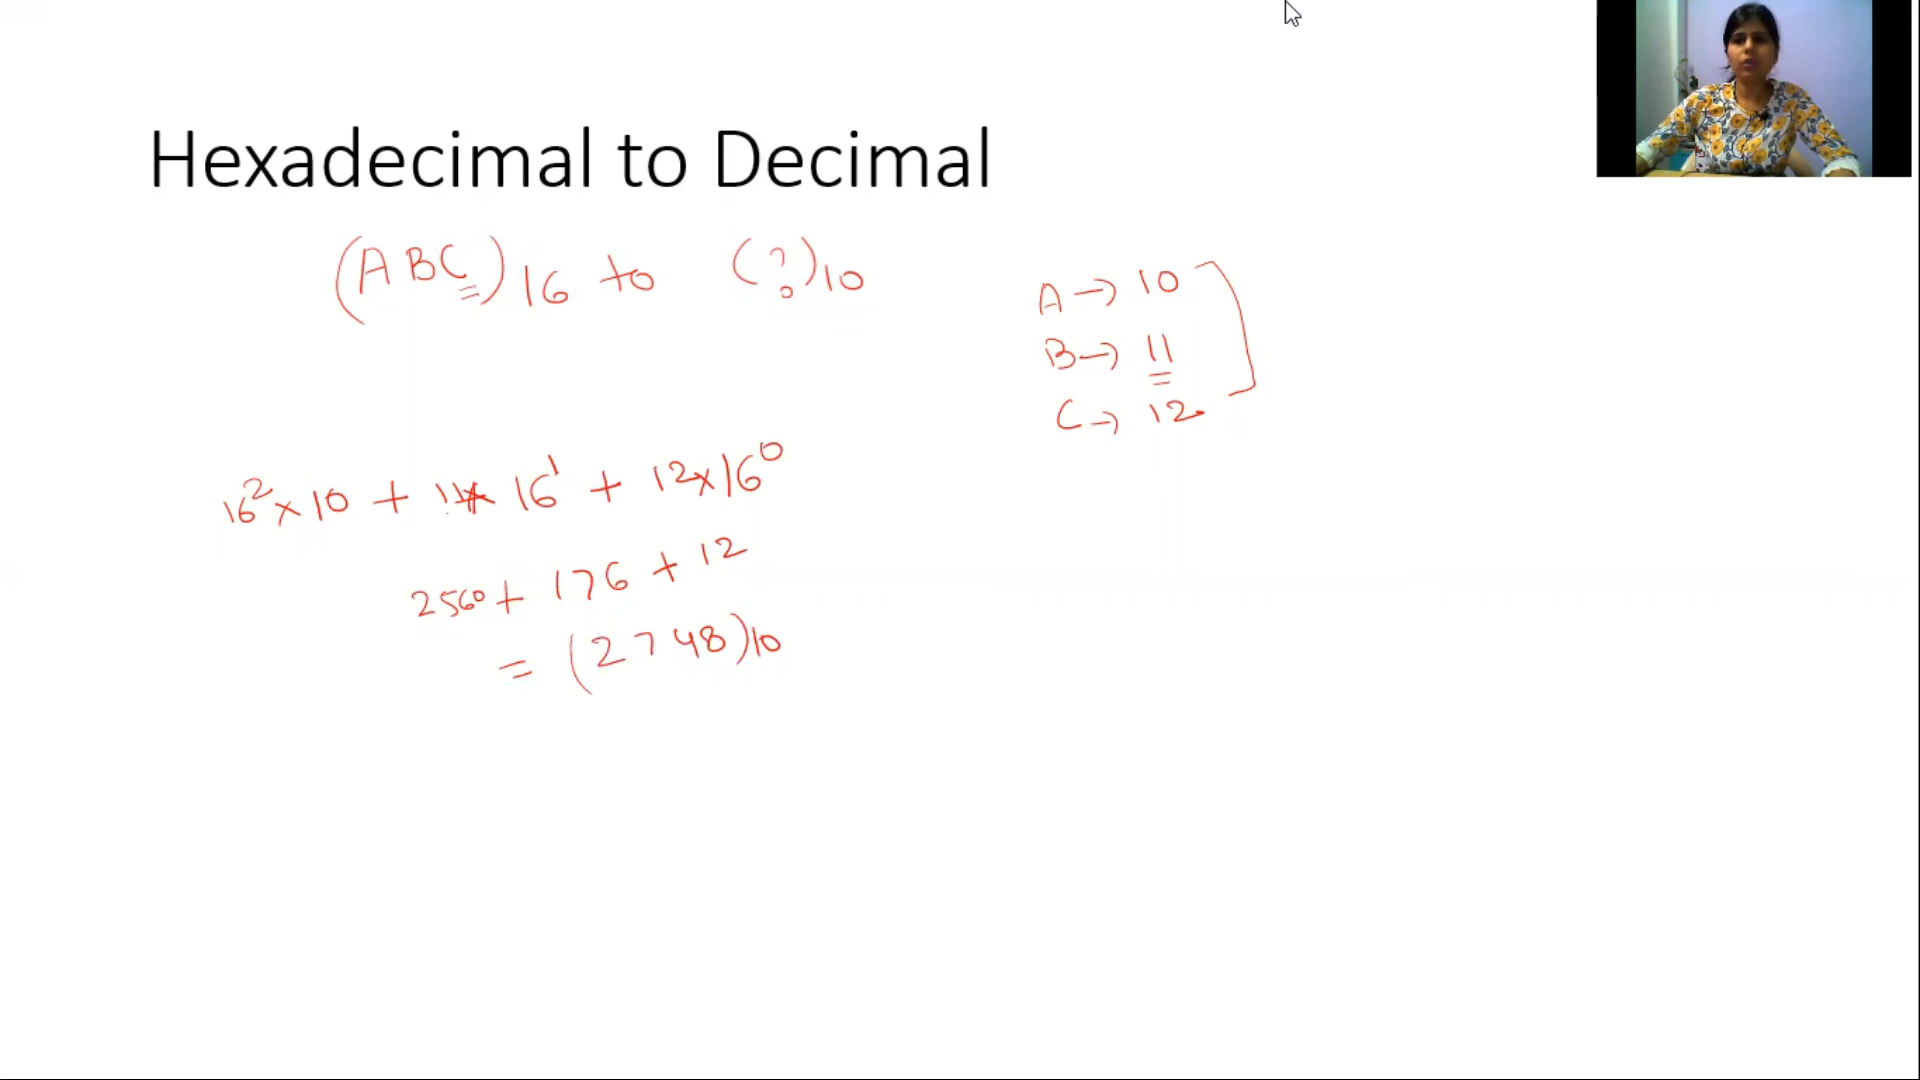 Hexadecimal to Decimal
(ABC)₁₆ to (?)₁₀
A → 10
B → 11
C → 12
16² × 10 + 11 × 16¹ + 12 × 16⁰
2560 + 176 + 12
= (2748)₁₀